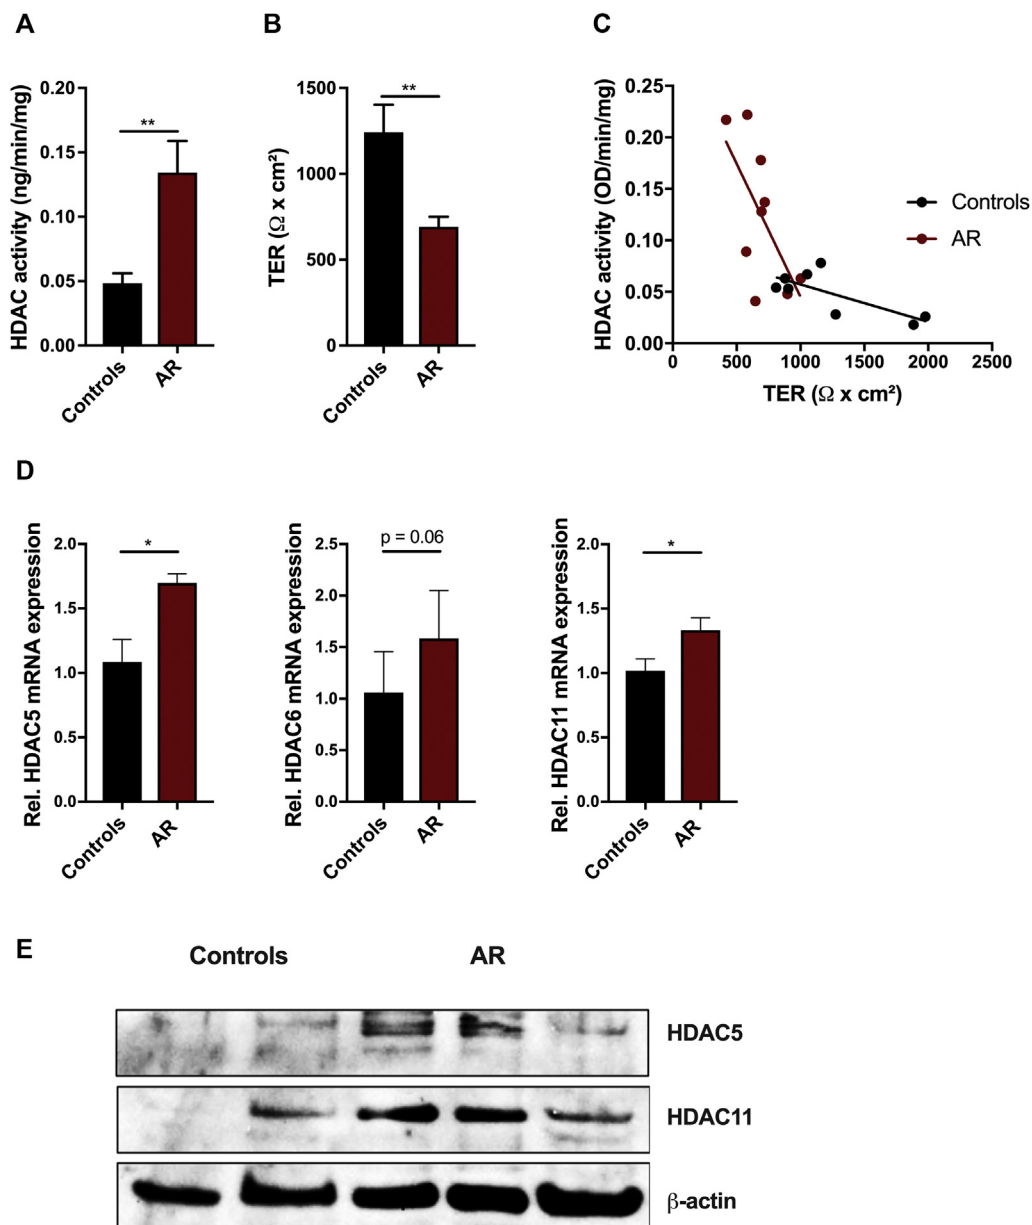 A
HDAC activity (ng/min/mg)
0.20
0.15
0.10
0.05
0.00
**
Controls
AR
B
TER (Ω x cm²)
1500
1000
500
0
**
Controls
AR
C
HDAC activity (OD/min/mg)
0.25
0.20
0.15
0.10
0.05
0.00
0 500 1000 1500 2000 2500
TER (Ω x cm²)
Controls
AR
D
Rel. HDAC5 mRNA expression
2.0
1.5
1.0
0.5
0.0
*
Controls
AR
Rel. HDAC6 mRNA expression
2.5
2.0
1.5
1.0
0.5
0.0
p = 0.06
Controls
AR
Rel. HDAC11 mRNA expression
2.0
1.5
1.0
0.5
0.0
*
Controls
AR
E
Controls AR
HDAC5
HDAC11
β-actin